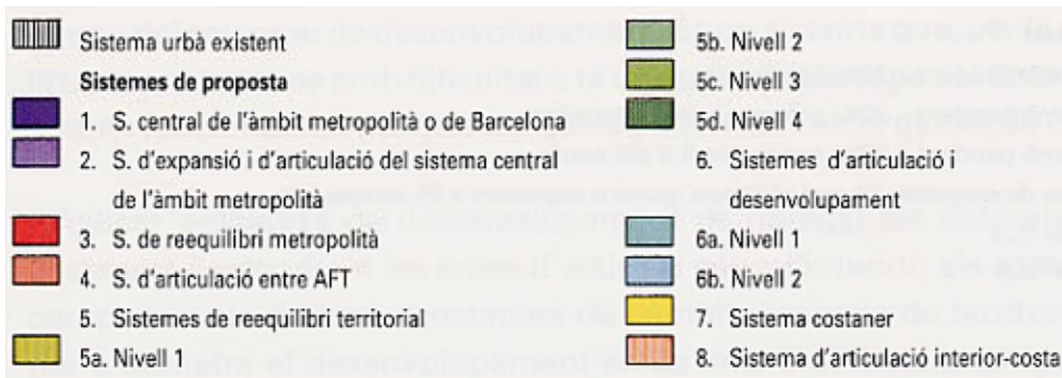 Sistema urbà existent
Sistemes de proposta
1. S. central de l'àmbit metropolità o de Barcelona
2. S. d'expansió i d'articulació del sistema central
de l'àmbit metropolità
3. S. de reequilibri metropolità
4. S. d'articulació entre AFT
5. Sistemes de reequilibri territorial
5a. Nivell 1
5b. Nivell 2
5c. Nivell 3
5d. Nivell 4
6. Sistemes d'articulació i
desenvolupament
6a. Nivell 1
6b. Nivell 2
7. Sistema costaner
8. Sistema d'articulació interior-costa